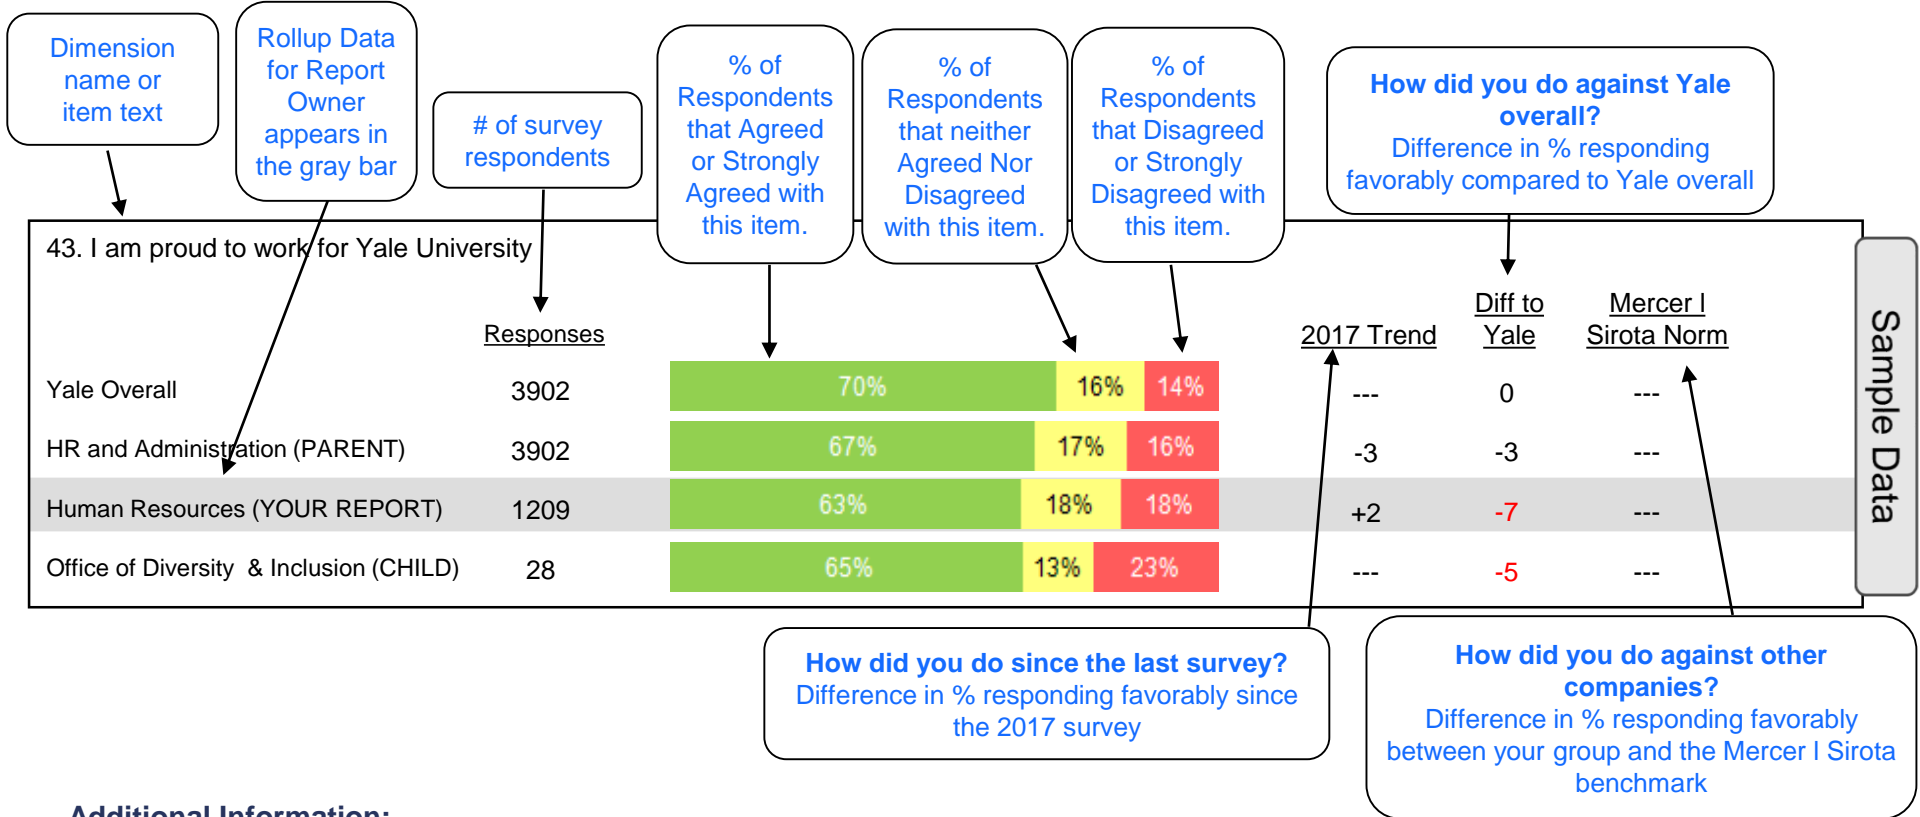 Dimension
name or
item text
Rollup Data
for Report
Owner
appears in
the gray bar
# of survey
respondents
% of
Respondents
that Agreed
or Strongly
Agreed with
this item.
% of
Respondents
that neither
Agreed Nor
Disagreed
with this item.
% of
Respondents
that Disagreed
or Strongly
Disagreed with
this item.
How did you do against Yale
overall?
Difference in % responding
favorably compared to Yale overall
43. I am proud to work for Yale University
Responses
2017 Trend
Diff to
Yale
Mercer l
Sirota Norm
Yale Overall 3902 70% 16% 14% --- 0 ---
HR and Administration (PARENT) 3902 67% 17% 16% -3 -3 ---
Human Resources (YOUR REPORT) 1209 63% 18% 18% +2 -7 ---
Office of Diversity & Inclusion (CHILD) 28 65% 13% 23% --- -5 ---
Sample Data
How did you do since the last survey?
Difference in % responding favorably since
the 2017 survey
How did you do against other
companies?
Difference in % responding favorably
between your group and the Mercer l Sirota
benchmark
Additional Information: